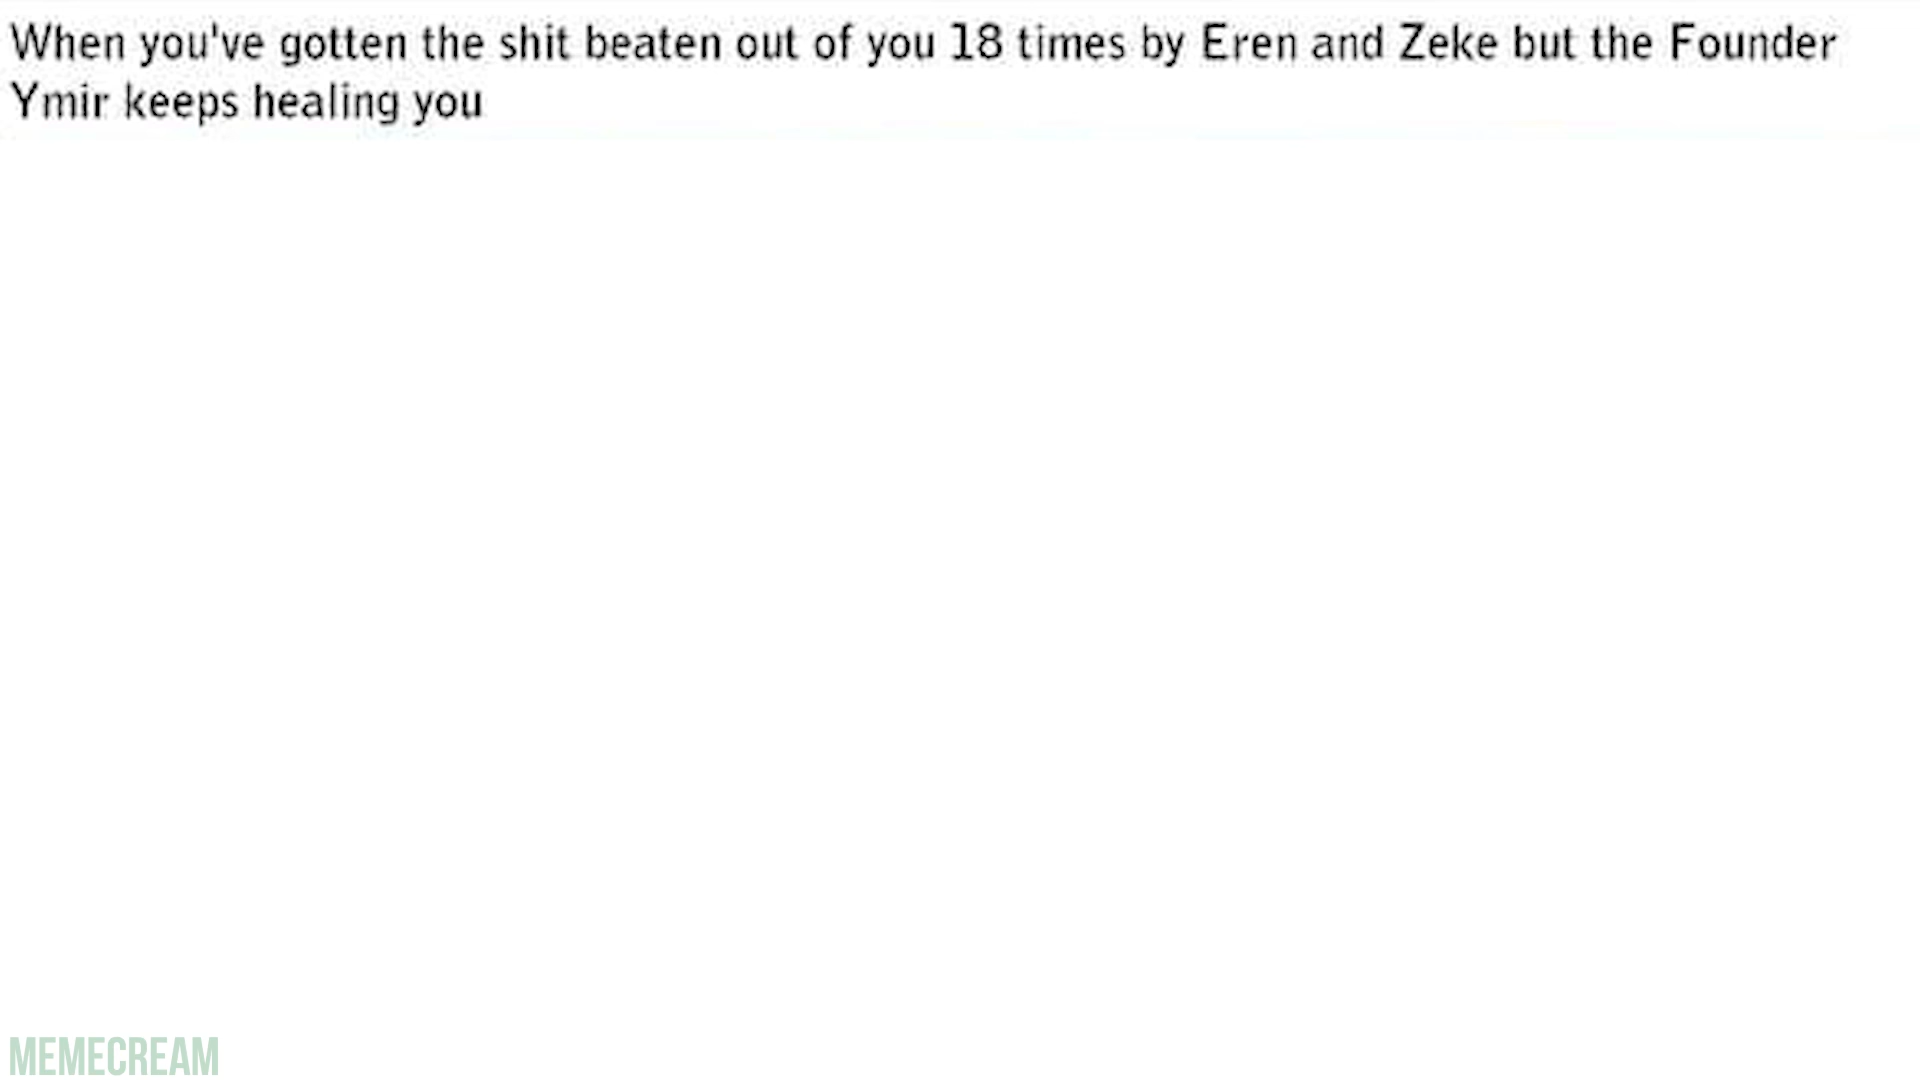 When you've gotten the shit beaten out of you 18 times by Eren and Zeke but the Founder
Ymir keeps healing you
MEMECREAM